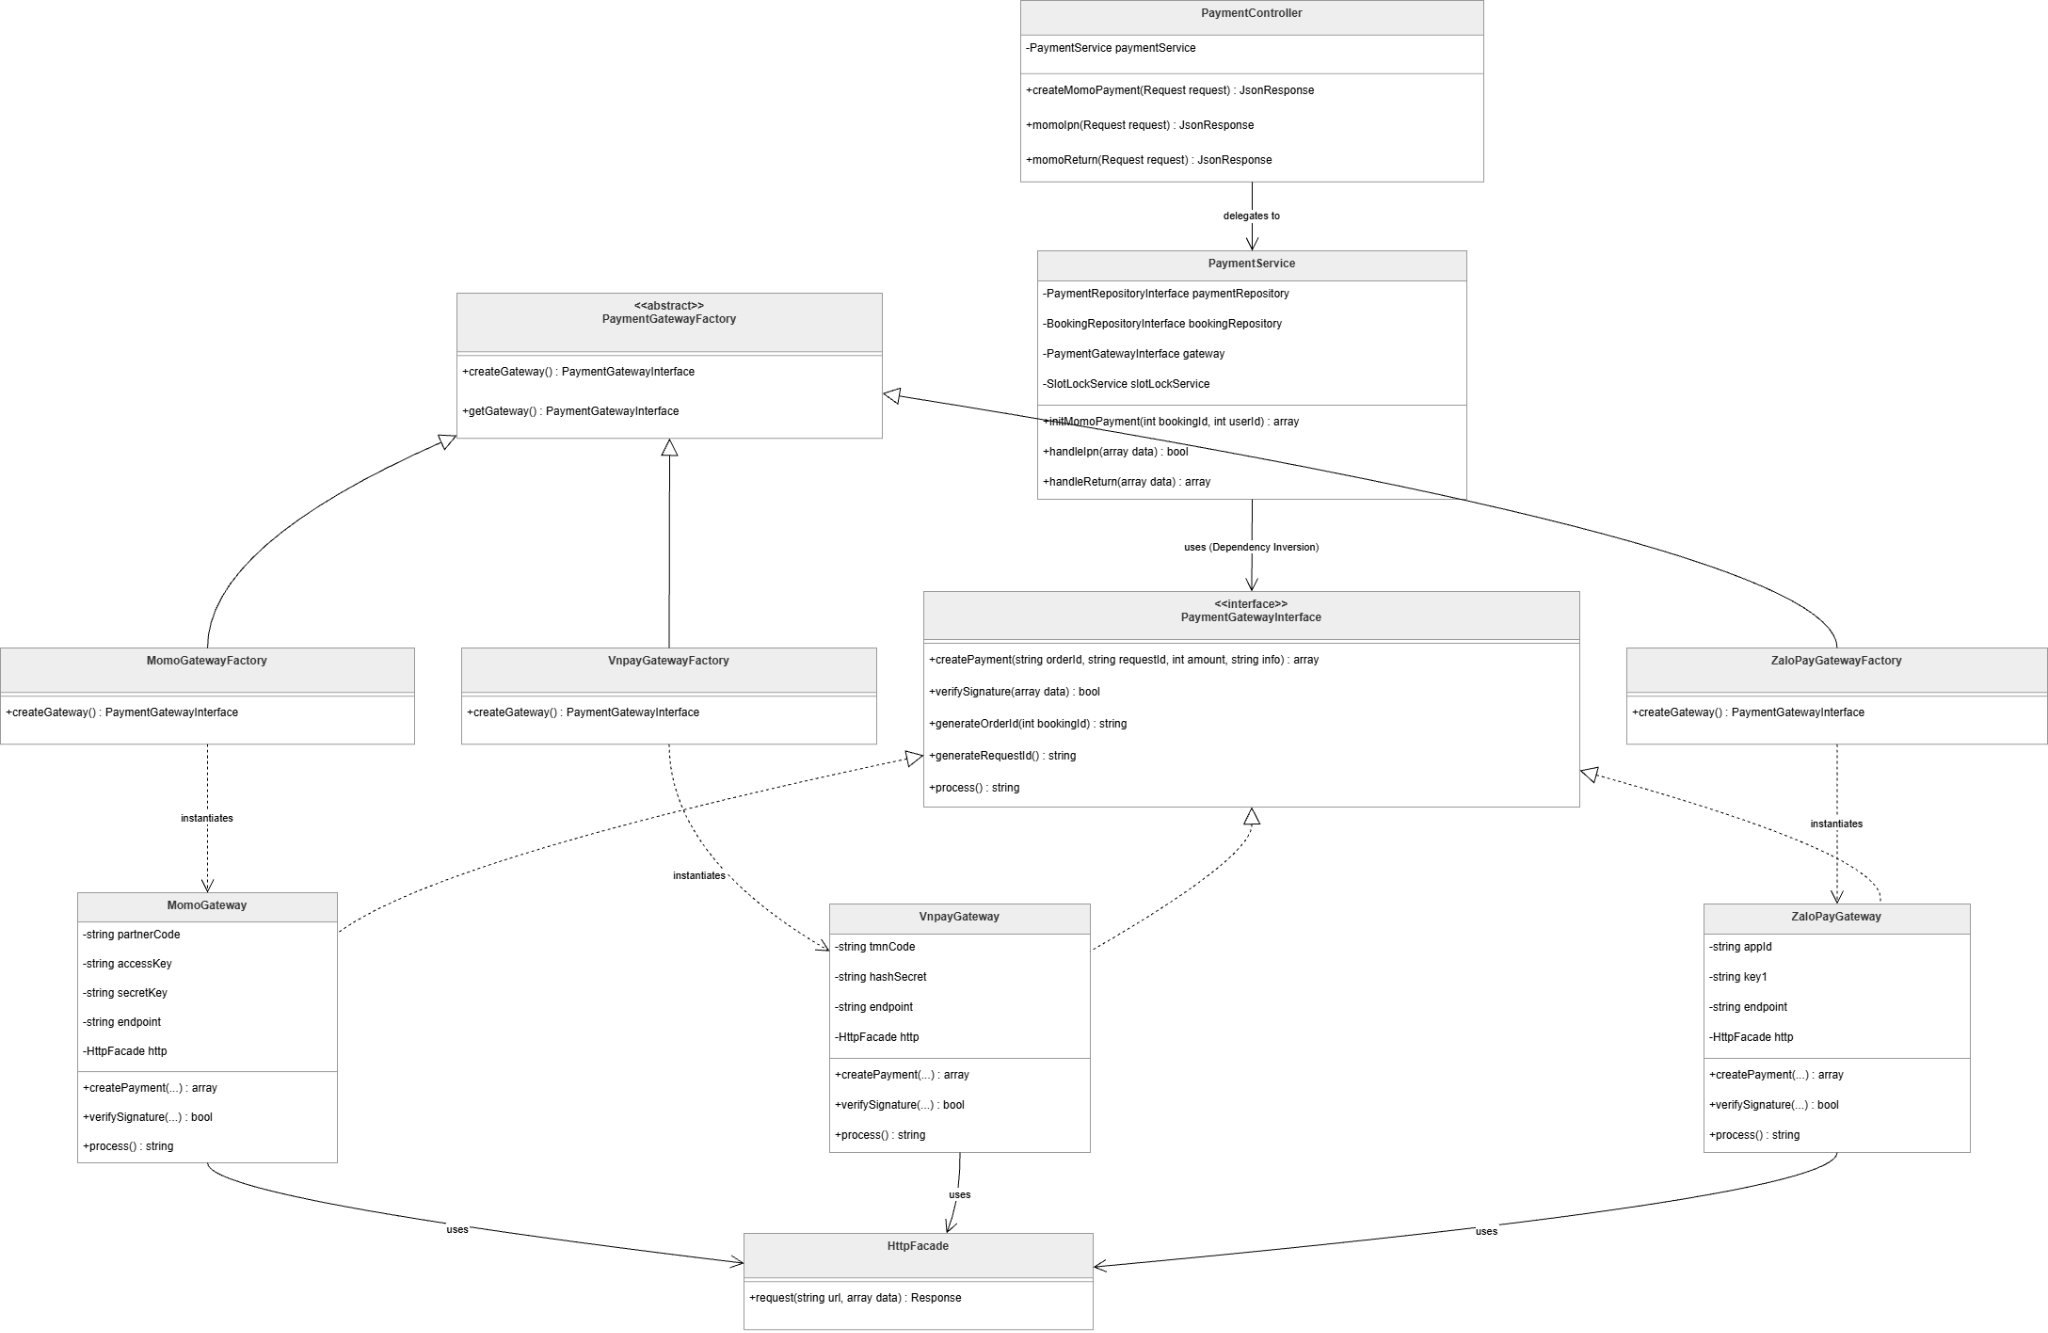 PaymentController
-PaymentService paymentService
+createMomoPayment(Request request) : JsonResponse
+momoIpn(Request request) : JsonResponse
+momoReturn(Request request) : JsonResponse
delegates to
PaymentService
-PaymentRepositoryInterface paymentRepository
-BookingRepositoryInterface bookingRepository
-PaymentGatewayInterface gateway
-SlotLockService slotLockService
+initMomoPayment(int bookingId, int userId) : array
+handleIpn(array data) : bool
+handleReturn(array data) : array
<<abstract>>
PaymentGatewayFactory
+createGateway() : PaymentGatewayInterface
+getGateway() : PaymentGatewayInterface
uses (Dependency Inversion)
<<interface>>
PaymentGatewayInterface
+createPayment(string orderId, string requestId, int amount, string info) : array
+verifySignature(array data) : bool
+generateOrderId(int bookingId) : string
+generateRequestId() : string
+process() : string
MomoGatewayFactory
+createGateway() : PaymentGatewayInterface
VnpayGatewayFactory
+createGateway() : PaymentGatewayInterface
ZaloPayGatewayFactory
+createGateway() : PaymentGatewayInterface
instantiates
instantiates
instantiates
MomoGateway
-string partnerCode
-string accessKey
-string secretKey
-string endpoint
-HttpFacade http
+createPayment(...) : array
+verifySignature(...) : bool
+process() : string
VnpayGateway
-string tmnCode
-string hashSecret
-string endpoint
-HttpFacade http
+createPayment(...) : array
+verifySignature(...) : bool
+process() : string
ZaloPayGateway
-string appId
-string key1
-string endpoint
-HttpFacade http
+createPayment(...) : array
+verifySignature(...) : bool
+process() : string
uses
uses
uses
HttpFacade
+request(string url, array data) : Response